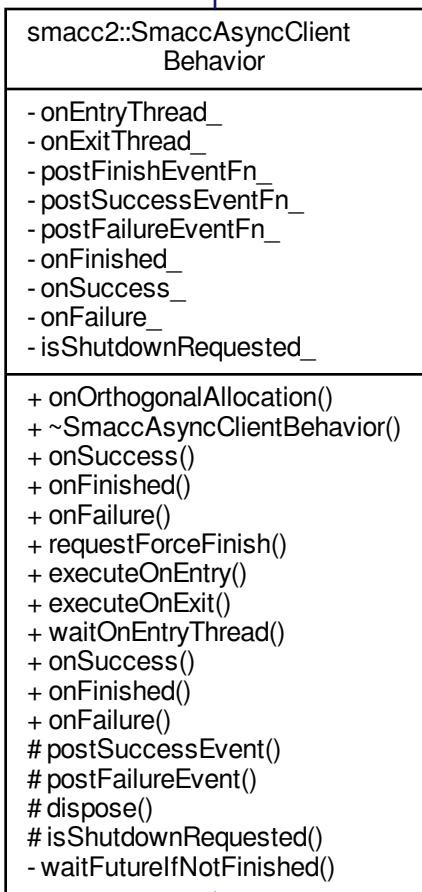 smacc2::SmaccAsyncClient
Behavior
- onEntryThread_
- onExitThread_
- postFinishEventFn_
- postSuccessEventFn_
- postFailureEventFn_
- onFinished_
- onSuccess_
- onFailure_
- isShutdownRequested_
+ onOrthogonalAllocation()
+ ~SmaccAsyncClientBehavior()
+ onSuccess()
+ onFinished()
+ onFailure()
+ requestForceFinish()
+ executeOnEntry()
+ executeOnExit()
+ waitOnEntryThread()
+ onSuccess()
+ onFinished()
+ onFailure()
# postSuccessEvent()
# postFailureEvent()
# dispose()
# isShutdownRequested()
- waitFutureIfNotFinished()